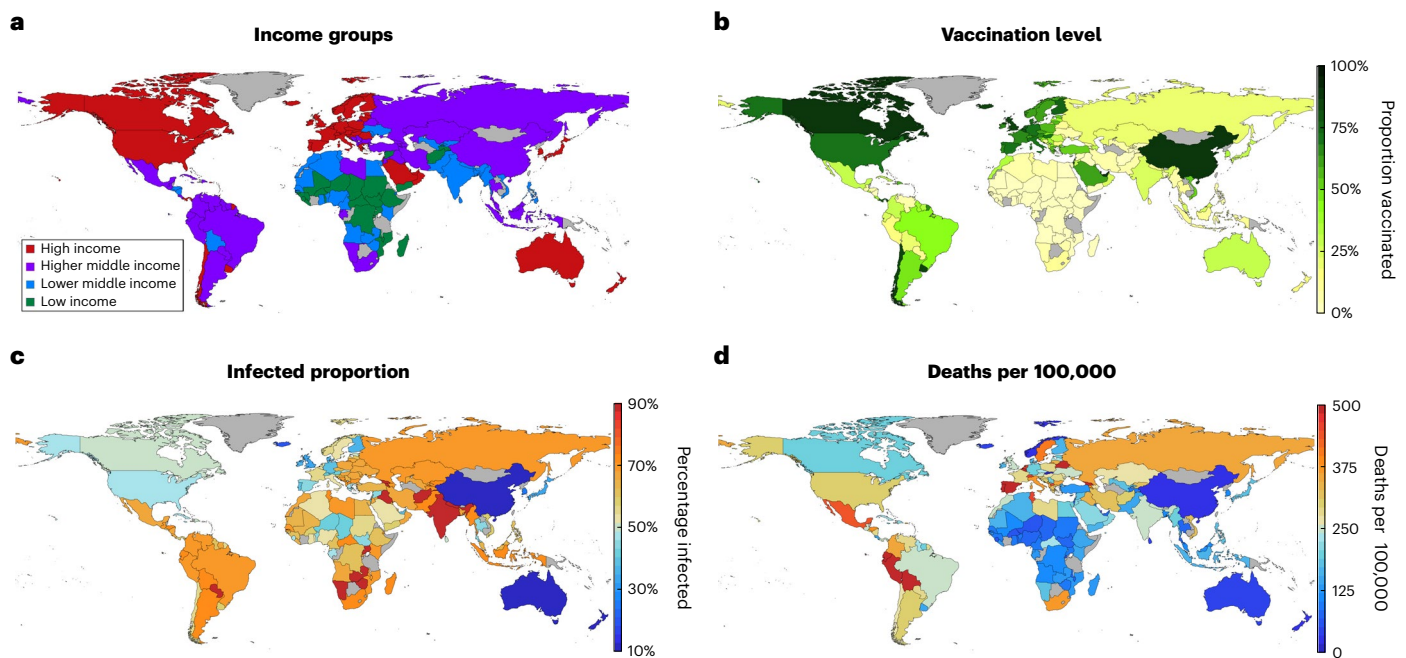 a
Income groups
High income
Higher middle income
Lower middle income
Low income
b
Vaccination level
100%
75%
50%
25%
0%
Proportion vaccinated
c
Infected proportion
90%
70%
50%
30%
10%
Percentage infected
d
Deaths per 100,000
500
375
250
125
0
Deaths per 100,000